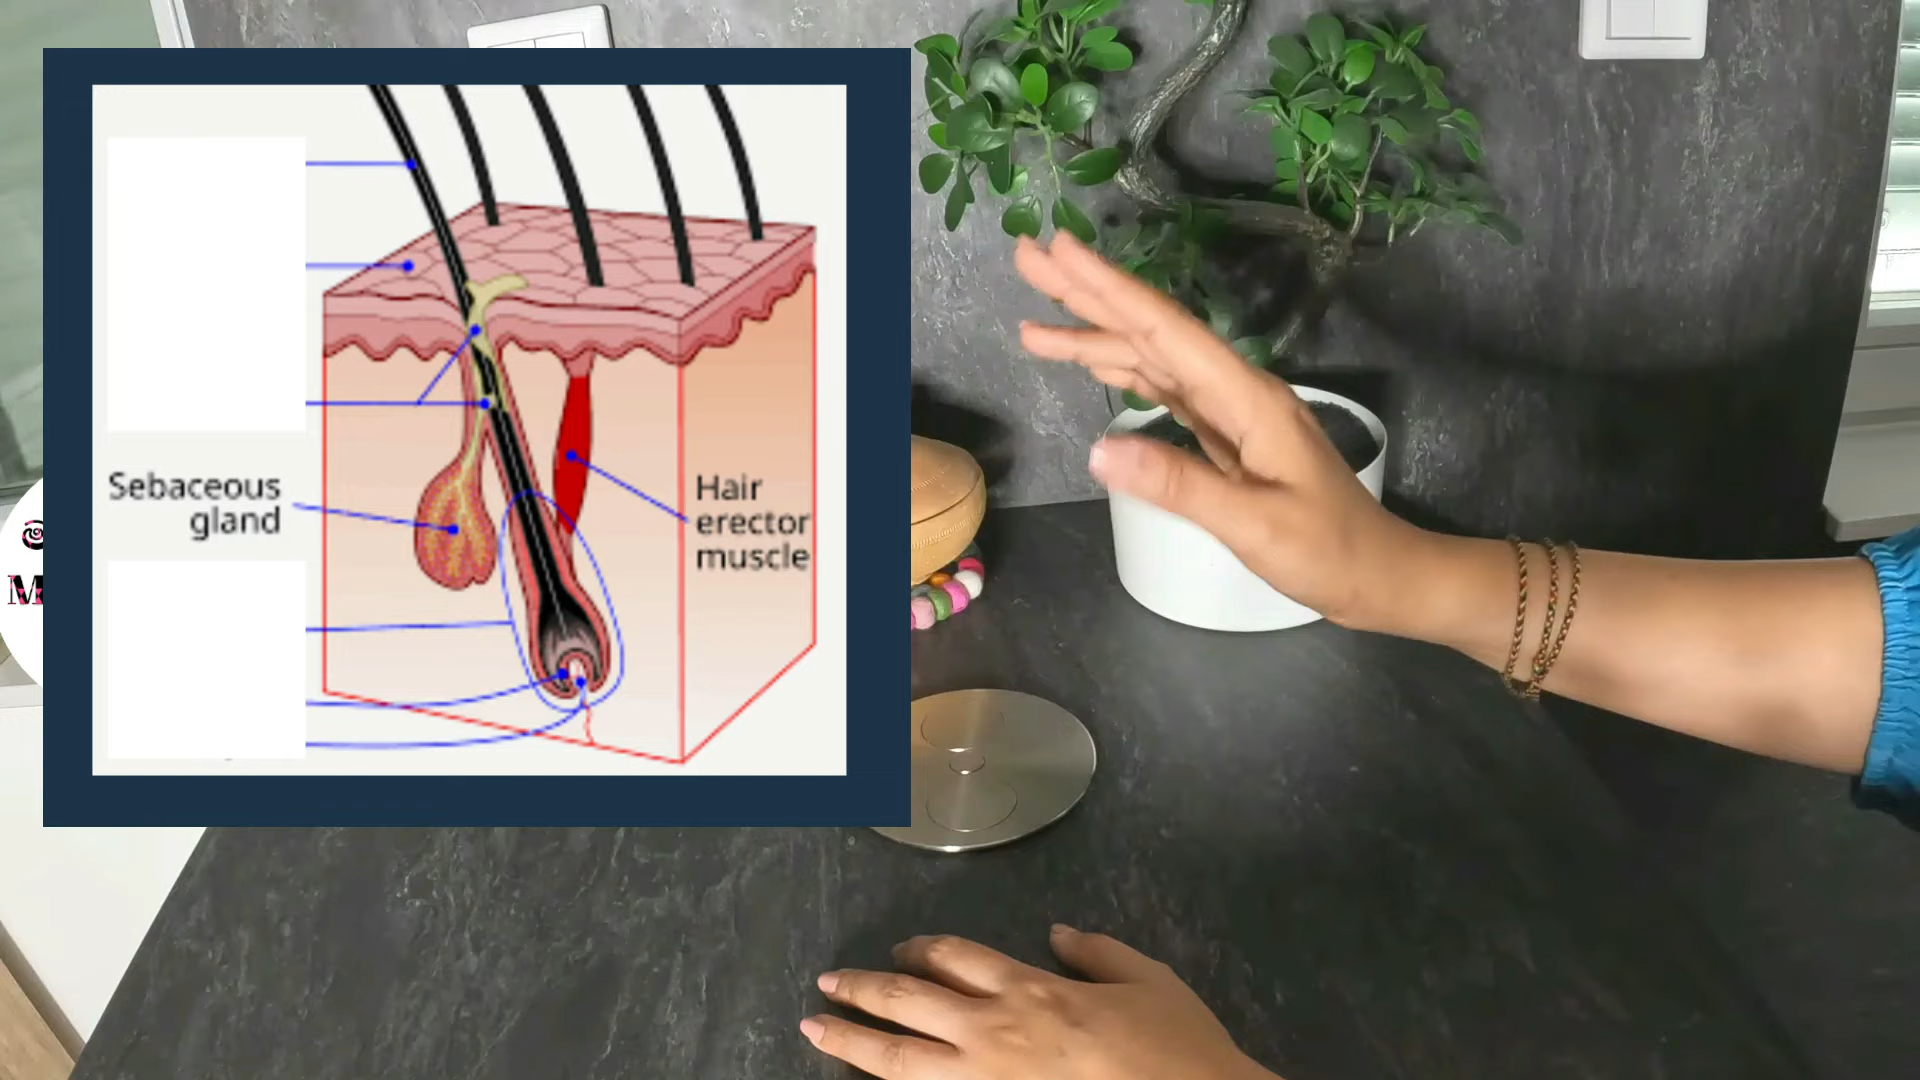 Sebaceous
gland
Hair
erector
muscle
M